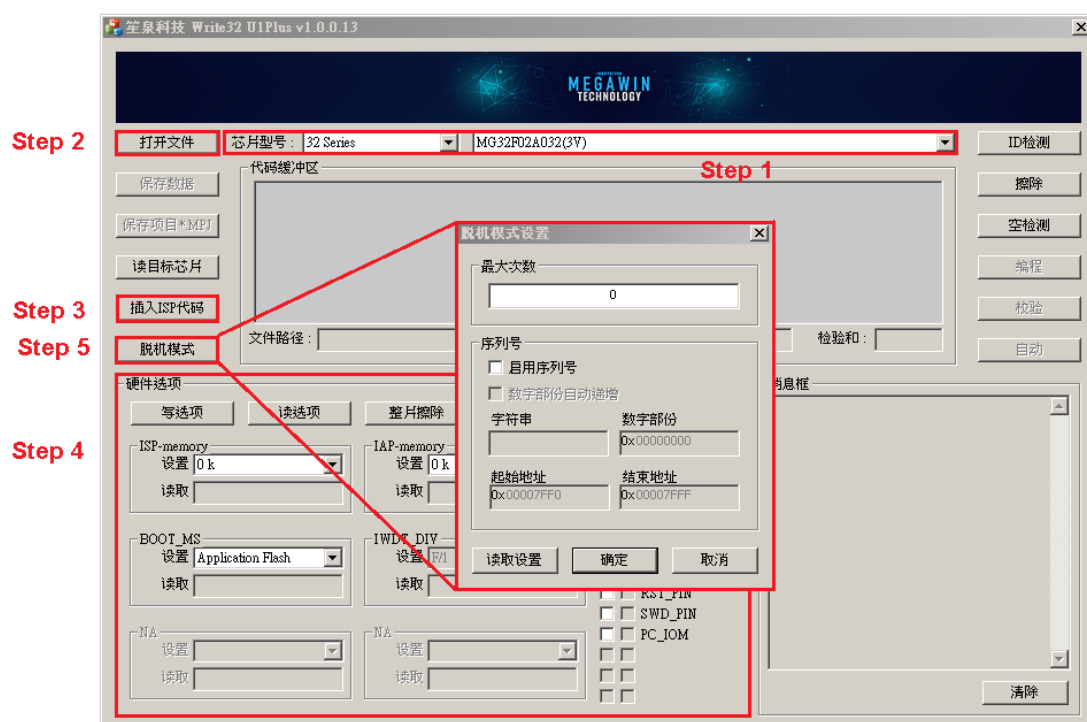 笙泉科技 Write32 U1Plus v1.0.0.13
MEGAWIN
TECHNOLOGY
Step 2
打开文件
芯片型号： 32 Series
MG32F02A032(3V)
ID检测
Step 1
保存数据
代码缓冲区
擦除
保存项目*.MPJ
空检测
读目标芯片
编程
Step 3
插入ISP代码
校验
Step 5
脱机模式
文件路径：
检验和：
自动
脱机模式设置
最大次数
0
序列号
启用序列号
数字部份自动递增
字符串
数字部份
0x00000000
起始地址
结束地址
0x00007FF0
0x00007FFF
读取设置
确定
取消
Step 4
硬件选项
写选项
读选项
整片擦除
ISP-memory
设置 0 k
读取
IAP-memory
设置 0 k
读取
BOOT_MS
设置 Application Flash
读取
IWDT_DIV
设置 F/1
读取
NA
设置
读取
NA
设置
读取
RST_PIN
SWD_PIN
PC_IOM
消息框
清除